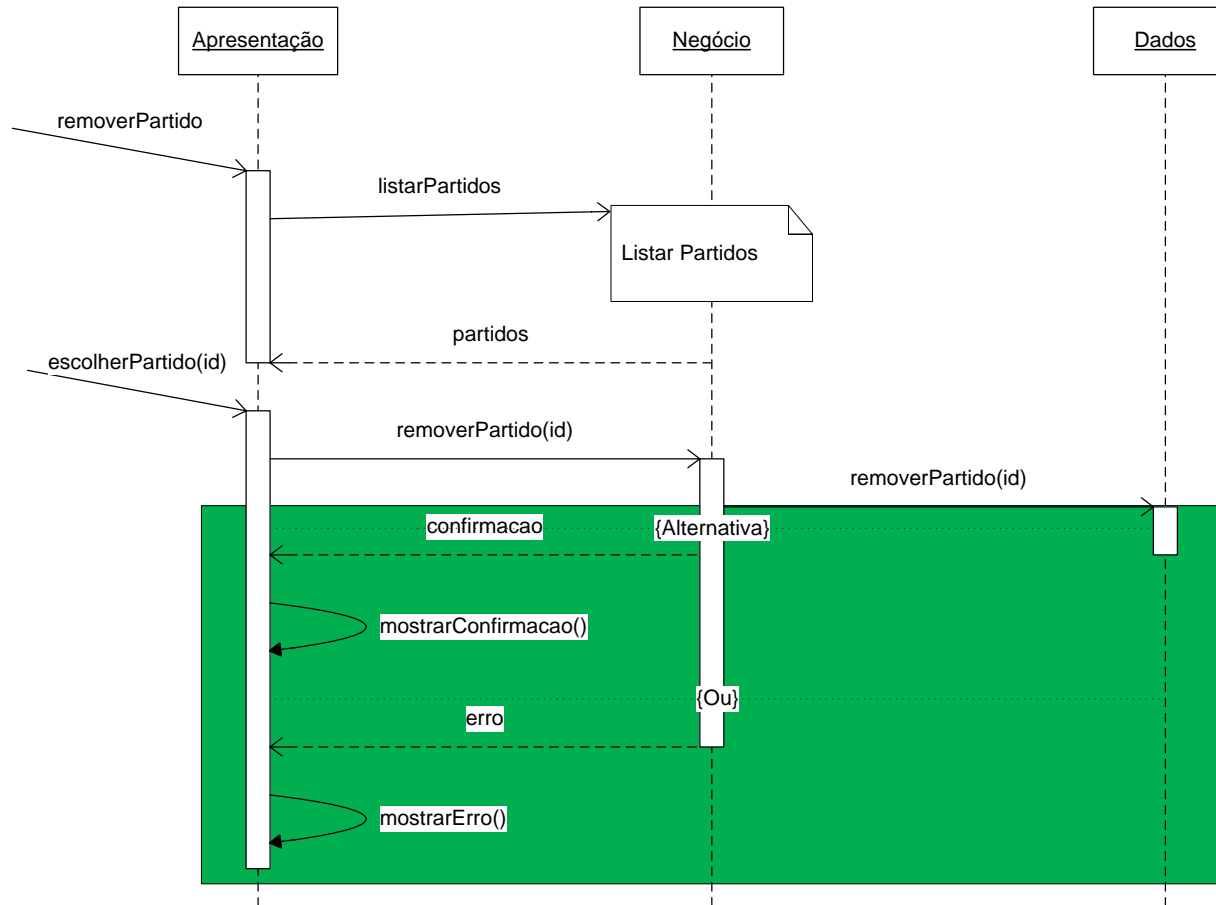 Apresentação
Negócio
Dados
removerPartido
listarPartidos
Listar Partidos
partidos
escolherPartido(id)
removerPartido(id)
removerPartido(id)
confirmacao
{Alternativa}
mostrarConfirmacao()
{Ou}
erro
mostrarErro()